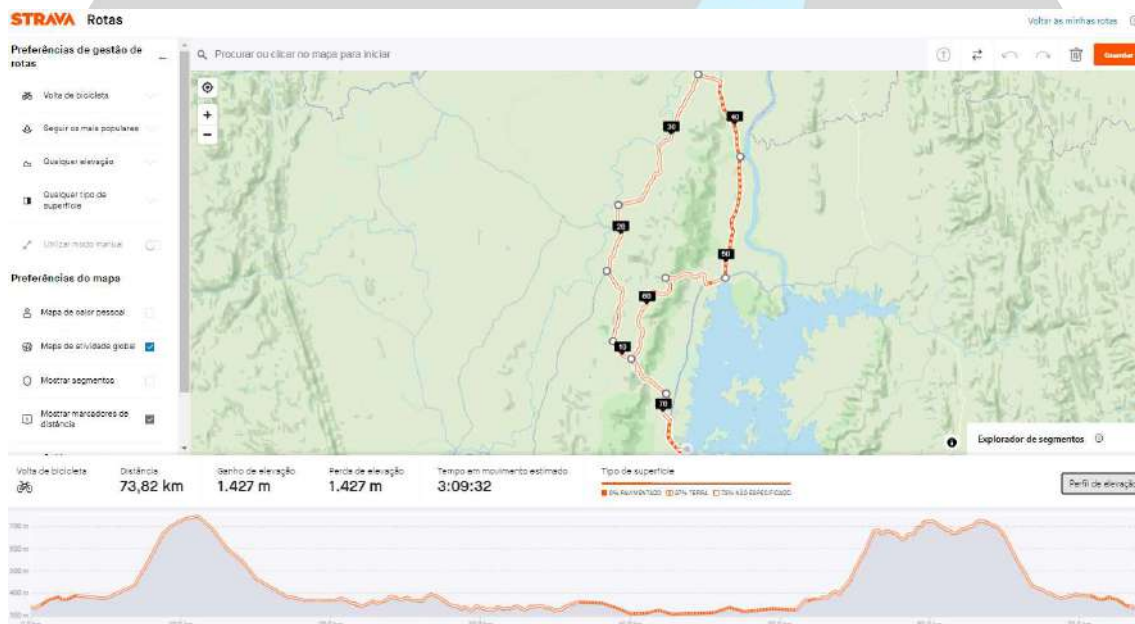 STRAVA Rotas
Voltar às minhas rotas
Preferências de gestão de rotas
Procurar ou clicar no mapa para iniciar
Guardar
Volta de bicicleta
Seguir os mais populares
Qualquer elevação
Qualquer tipo de
superfície
Utilizar modo manual
Preferências do mapa
Mapa de calor pessoal
Mapa de atividade global
Mostrar segmentos
Mostrar marcadores de
distância
40
30
20
50
60
10
70
Explorador de segmentos
Volta de bicicleta
Distância
73,82 km
Ganho de elevação
1.427 m
Perda de elevação
1.427 m
Tempo em movimento estimado
3:09:32
Tipo de superfície
Perfil de elevação